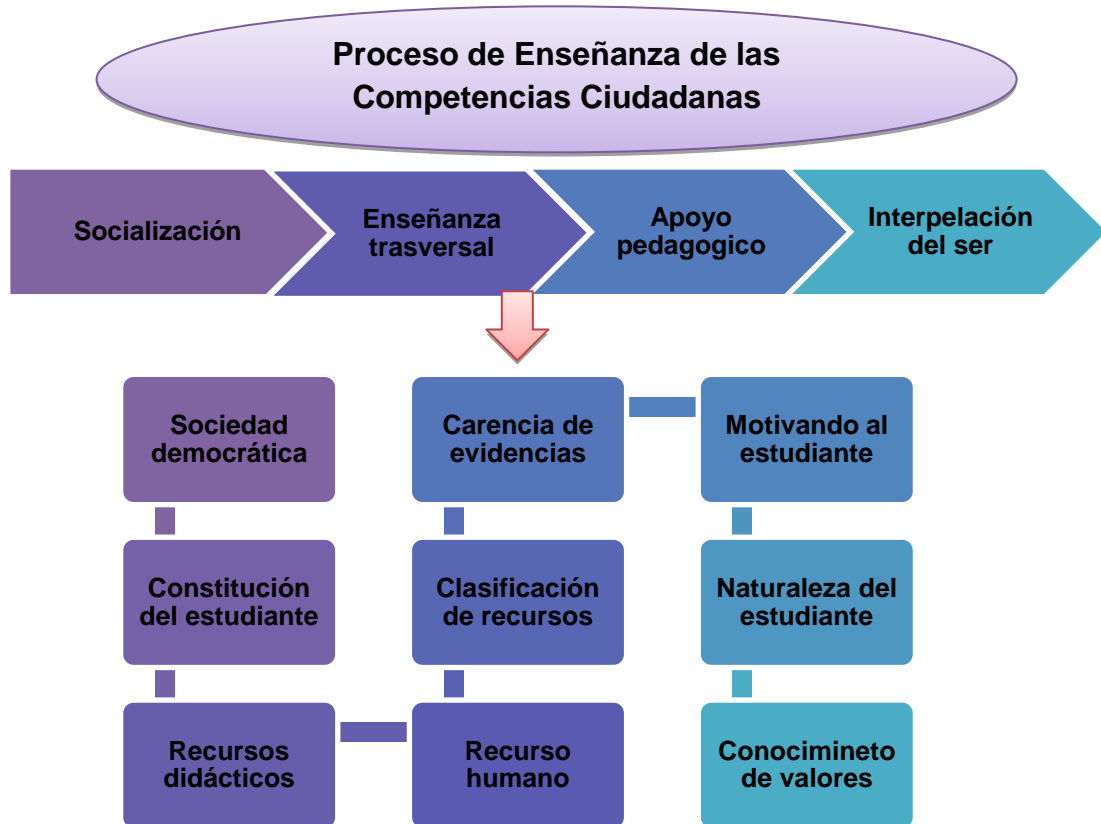 Proceso de Enseñanza de las
Competencias Ciudadanas
Socialización
Enseñanza
trasversal
Apoyo
pedagogico
Interpelación
del ser
Sociedad
democrática
Constitución
del estudiante
Recursos
didácticos
Recurso
humano
Clasificación
de recursos
Carencia de
evidencias
Motivando al
estudiante
Naturaleza del
estudiante
Conocimineto
de valores